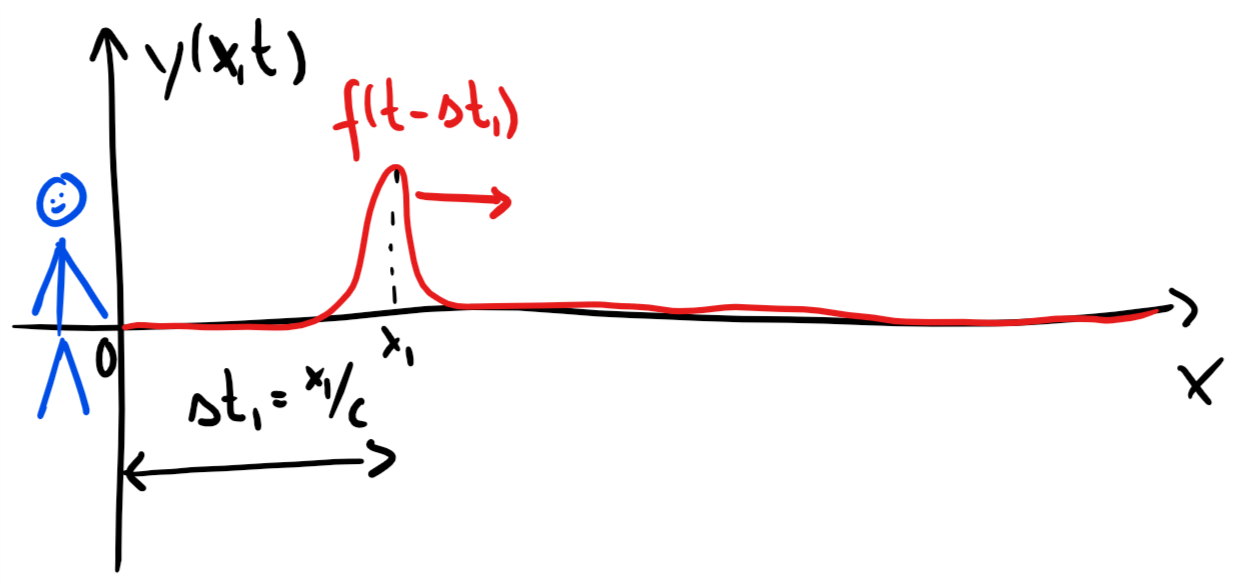 y(x,t)
f(t-Δt₁)
0
x₁
Δt₁ = x₁/c
x